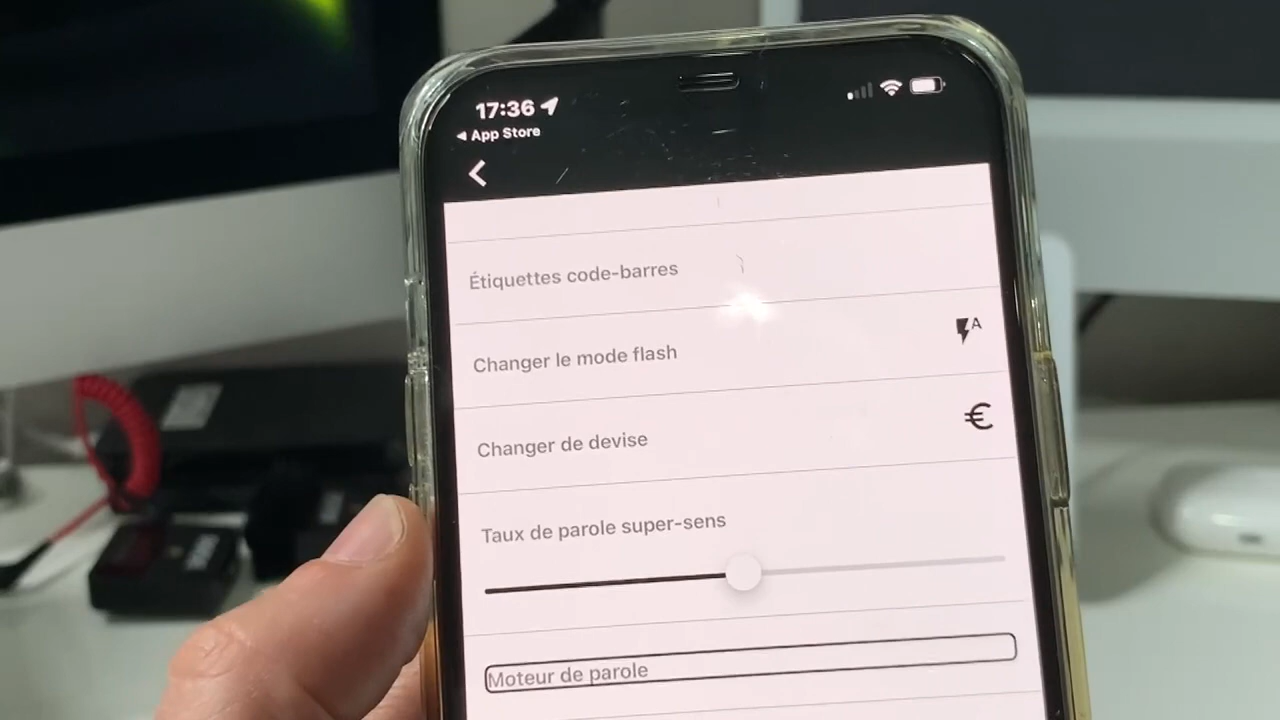 17:36
◀ App Store
Étiquettes code-barres
Changer le mode flash
A
Changer de devise
€
Taux de parole super-sens
Moteur de parole